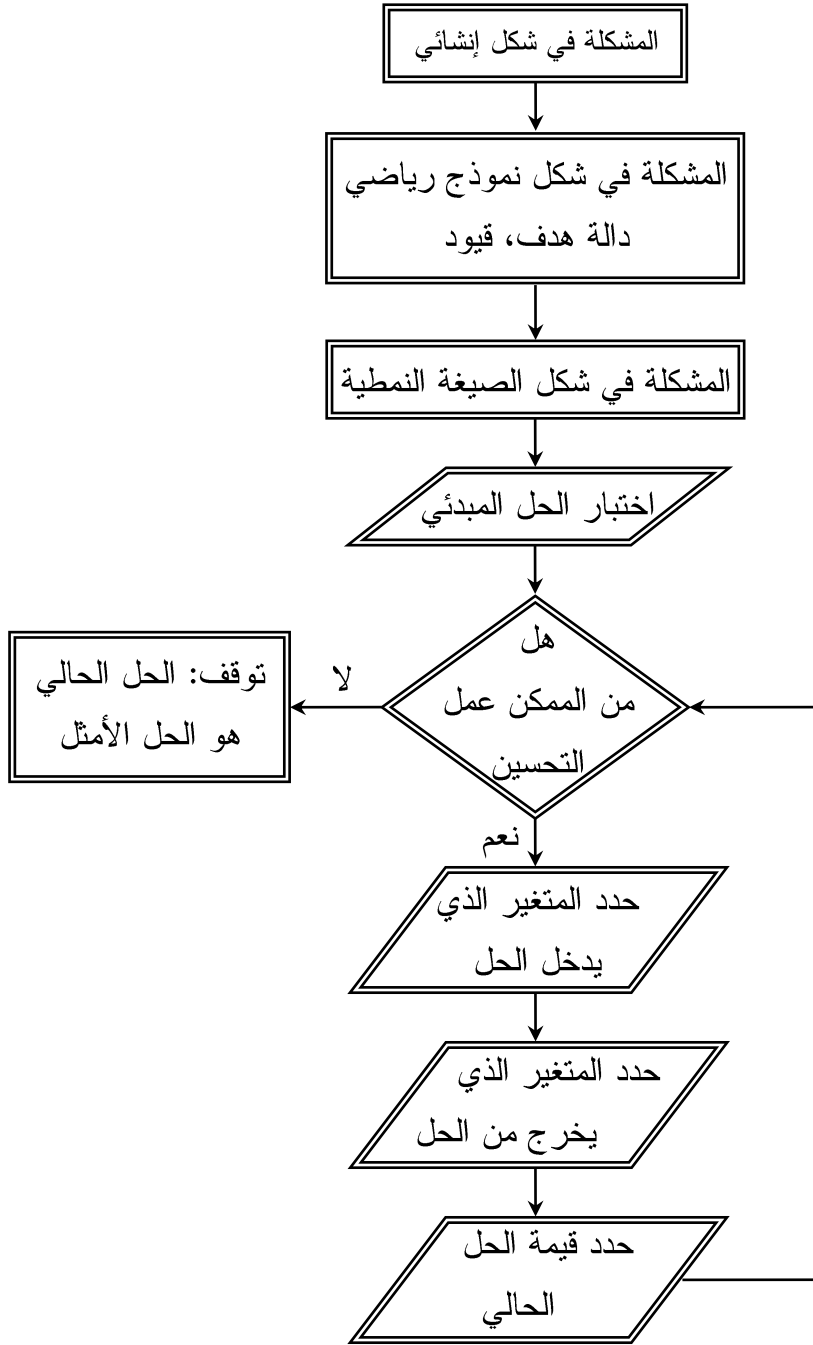 المشكلة في شكل إنشائي
المشكلة في شكل نموذج رياضي
دالة هدف، قيود
المشكلة في شكل الصيغة النمطية
اختبار الحل المبدئي
هل
من الممكن عمل
التحسين
لا
توقف: الحل الحالي
هو الحل الأمثل
نعم
حدد المتغير الذي
يدخل الحل
حدد المتغير الذي
يخرج من الحل
حدد قيمة الحل
الحالي